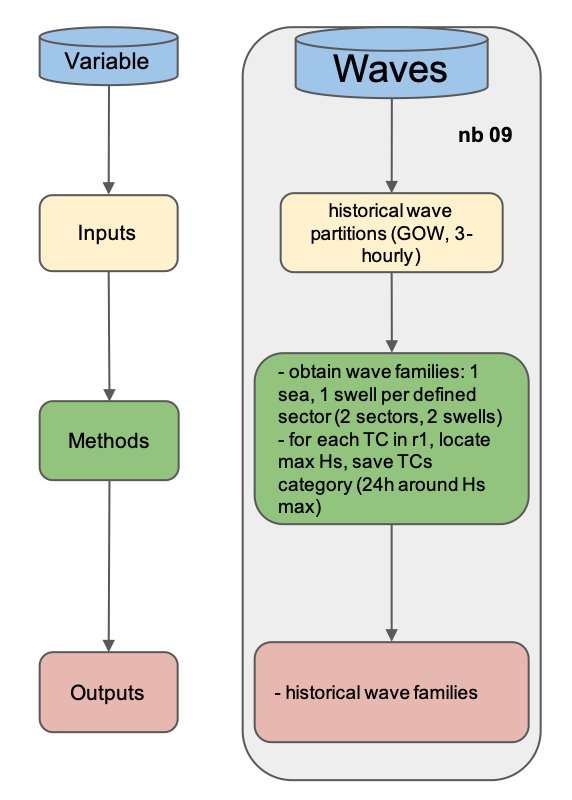 Variable
Waves
nb 09
Inputs
historical wave
partitions (GOW, 3-
hourly)
Methods
- obtain wave families: 1
sea, 1 swell per defined
sector (2 sectors, 2 swells)
- for each TC in r1, locate
max Hs, save TCs
category (24h around Hs
max)
Outputs
- historical wave families